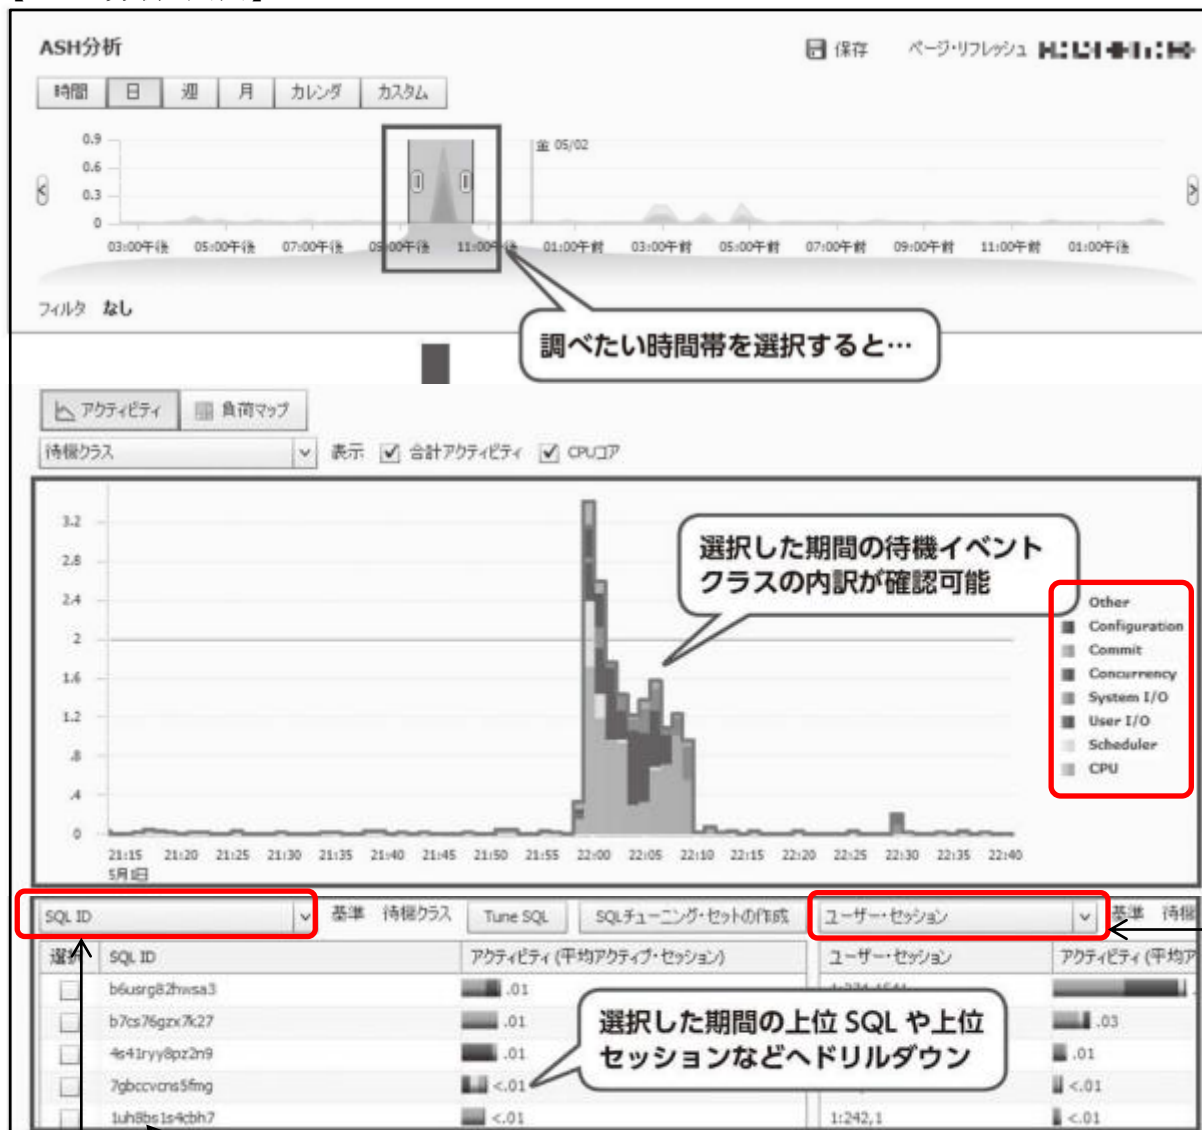 ASH分析
保存 ページ・リフレッシュ
時間 日 週 月 カレンダ カスタム
0.9
0.6
0.3
0
金 05/02
03:00午後 05:00午後 07:00午後 09:00午後 11:00午後 01:00午前 03:00午前 05:00午前 07:00午前 09:00午前 11:00午前 01:00午後
フィルタ なし
調べたい時間帯を選択すると…
アクティビティ 負荷マップ
待機クラス 表示 合計アクティビティ CPUコア
3.2
2.8
2.4
2
1.6
1.2
.8
.4
0
選択した期間の待機イベント
クラスの内訳が確認可能
Other
Configuration
Commit
Concurrency
System I/O
User I/O
Scheduler
CPU
21:15 21:20 21:25 21:30 21:35 21:40 21:45 21:50 21:55 22:00 22:05 22:10 22:15 22:20 22:25 22:30 22:35 22:40
5月1日
SQL ID 基準 待機クラス Tune SQL SQLチューニング・セットの作成 ユーザー・セッション 基準 待機
選択 SQL ID アクティビティ (平均アクティブ・セッション) ユーザー・セッション アクティビティ (平均ア
b6usrg82hwsa3 .01
b7cs76gzx7k27 .01 .03
4s41ryy8pz2n9 .01 .01
7gbccvcns5fmg <.01 <.01
1uh8bs1s4cbh7 <.01 1:242,1 <.01
選択した期間の上位 SQL や上位
セッションなどへドリルダウン